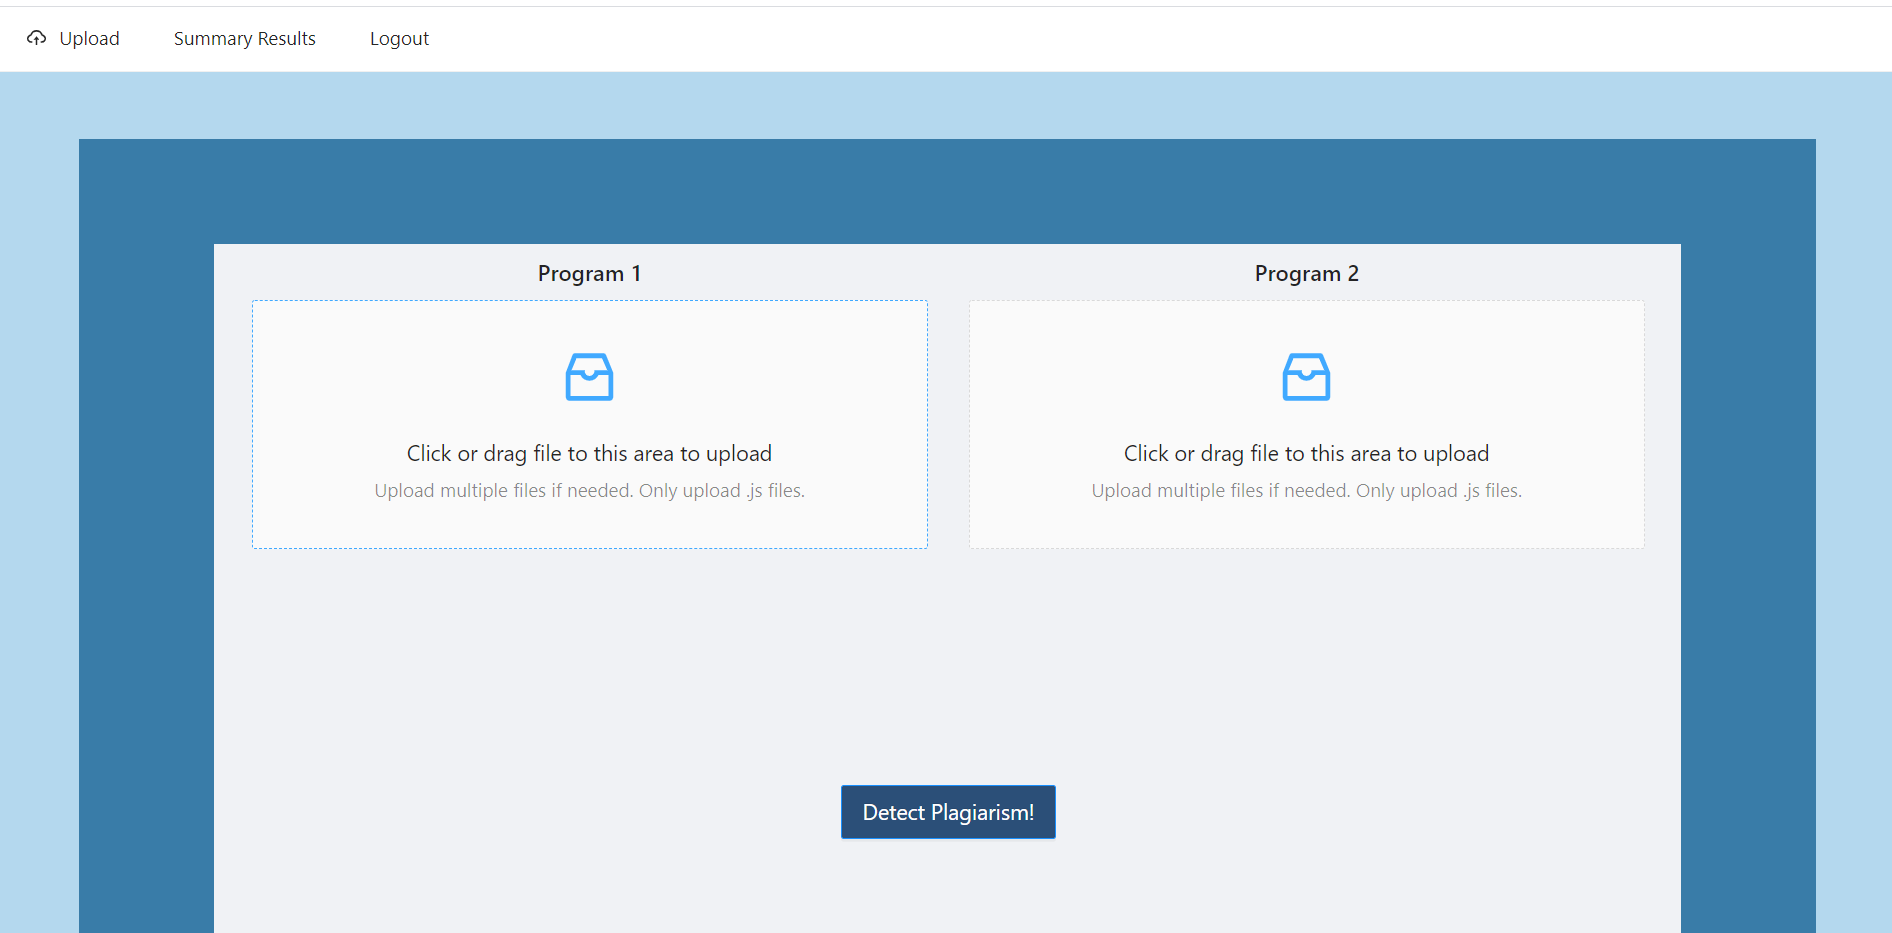 Upload
Summary Results
Logout
Program 1
Click or drag file to this area to upload
Upload multiple files if needed. Only upload .js files.
Program 2
Click or drag file to this area to upload
Upload multiple files if needed. Only upload .js files.
Detect Plagiarism!